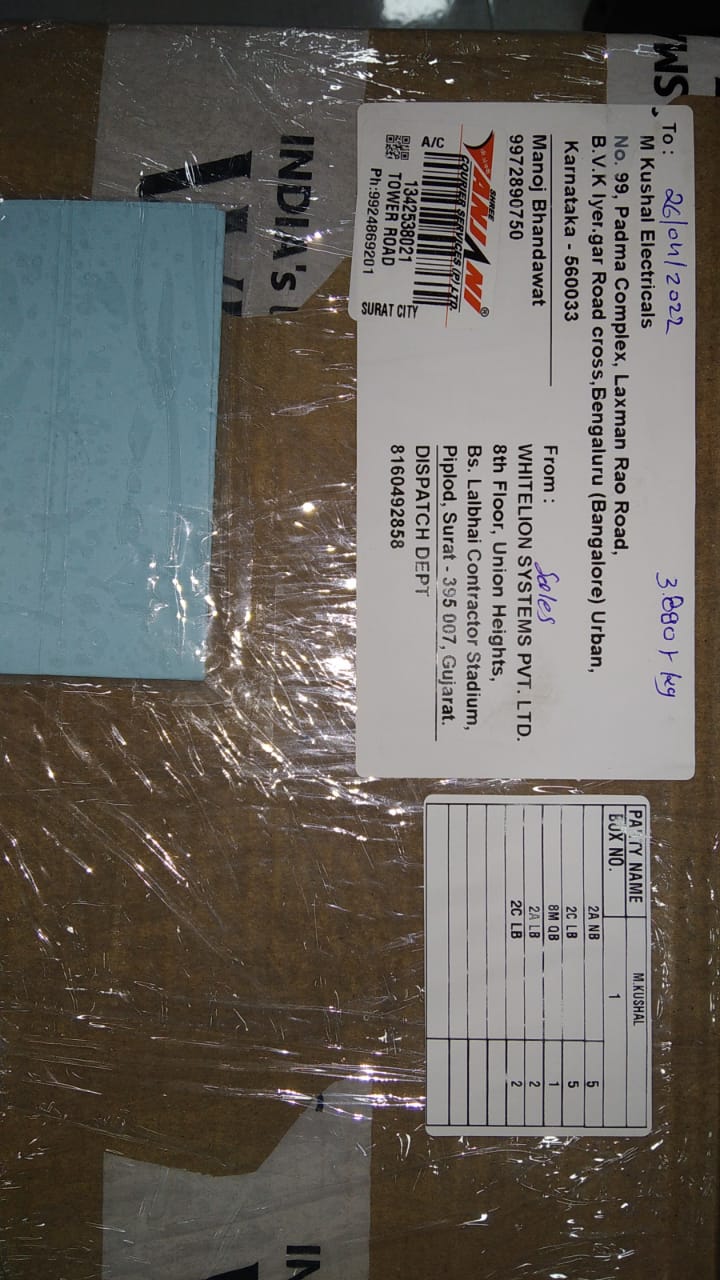 To : 26/04/2022 3.880 kg
M Kushal Electricals
No. 99, Padma Complex, Laxman Rao Road,
B.V.K Iyer.gar Road cross,Bengaluru (Bangalore) Urban,
Karnataka - 560033
Manoj Bhandawat
9972890750
SHREE
ANJANI®
COURIER SERVICES (P) LTD.
A/C
1342538021
TOWER ROAD
Ph:9924869201
SURAT CITY
From : Sales
WHITELION SYSTEMS PVT. LTD.
8th Floor, Union Heights,
Bs. Lalbhai Contractor Stadium,
Piplod, Surat - 395 007, Gujarat.
DISPATCH DEPT
8160492858
PARTY NAME M.KUSHAL
BOX NO. 1
2A NB 5
2C LB 5
8M QB 1
2A LB 2
2C LB 2
INDIA's